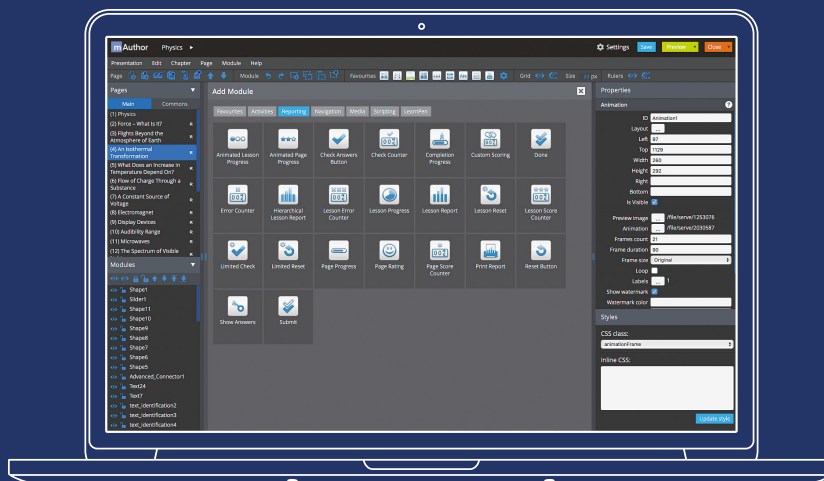 mAuthor Physics
Settings Save Preview Close
Presentation Edit Chapter Page Module Help
Page Module Favourites Grid Size px Rulers
Pages
Main Commons
(1) Physics
(2) Force – What Is It? R
(3) Flights Beyond the
Atmosphere of Earth R
(4) An Isothermal
Transformation R
(5) What Does an Increase in
Temperature Depend On? R
(6) Flow of Charge Through a
Substance R
(7) A Constant Source of
Voltage R
(8) Electromagnet R
(9) Display Devices R
(10) Audibility Range R
(11) Microwaves R
(12) The Spectrum of Visible
Modules
Shape1
Slider1
Shape11
Shape10
Shape9
Shape8
Shape7
Shape6
Shape5
Advanced_Connector1
Text24
Text7
text_identification2
text_identification3
text_identification4
Add Module
Favourites Activities Reporting Navigation Media Scripting LearnPen
Animated Lesson
Progress
Animated Page
Progress
Check Answers
Button
Check Counter
Completion
Progress
Custom Scoring
Done
Error Counter
Hierarchical
Lesson Report
Lesson Error
Counter
Lesson Progress
Lesson Report
Lesson Reset
Lesson Score
Counter
Limited Check
Limited Reset
Page Progress
Page Rating
Page Score
Counter
Print Report
Reset Button
Show Answers
Submit
Properties
Animation
ID Animation1
Layout ...
Left 97
Top 1129
Width 260
Height 292
Right
Bottom
Is Visible
Preview image ... /file/serve/1253076
Animation ... /file/serve/2030587
Frames count 21
Frame duration 90
Frame size Original
Loop
Labels ... 1
Show watermark
Watermark color
Styles
CSS class:
animationFrame
Inline CSS:
Update style